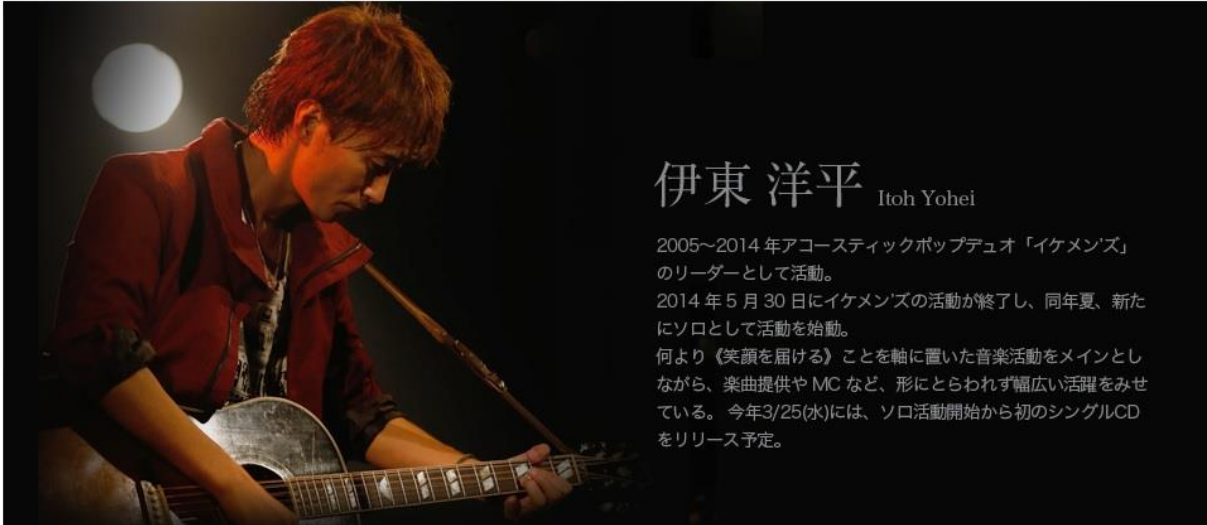 伊東 洋平 Itoh Yohei
2005〜2014 年アコースティックポップデュオ「イケメン'ズ」
のリーダーとして活動。
2014 年 5 月 30 日にイケメン'ズの活動が終了し、同年夏、新た
にソロとして活動を始動。
何より《笑顔を届ける》ことを軸に置いた音楽活動をメインとし
ながら、楽曲提供や MC など、形にとらわれず幅広い活躍をみせ
ている。 今年3/25(水)には、ソロ活動開始から初のシングルCD
をリリース予定。